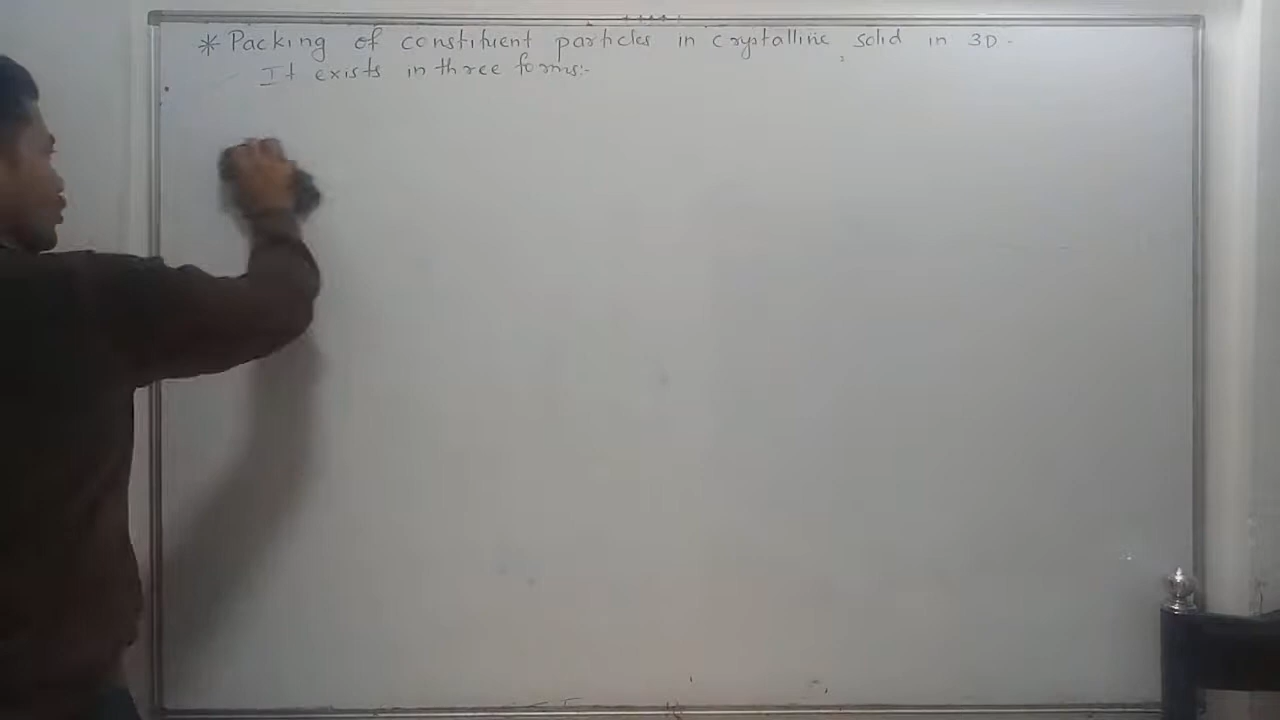 * Packing of constituent particles in crystalline solid in 3D.
It exists in three forms:-